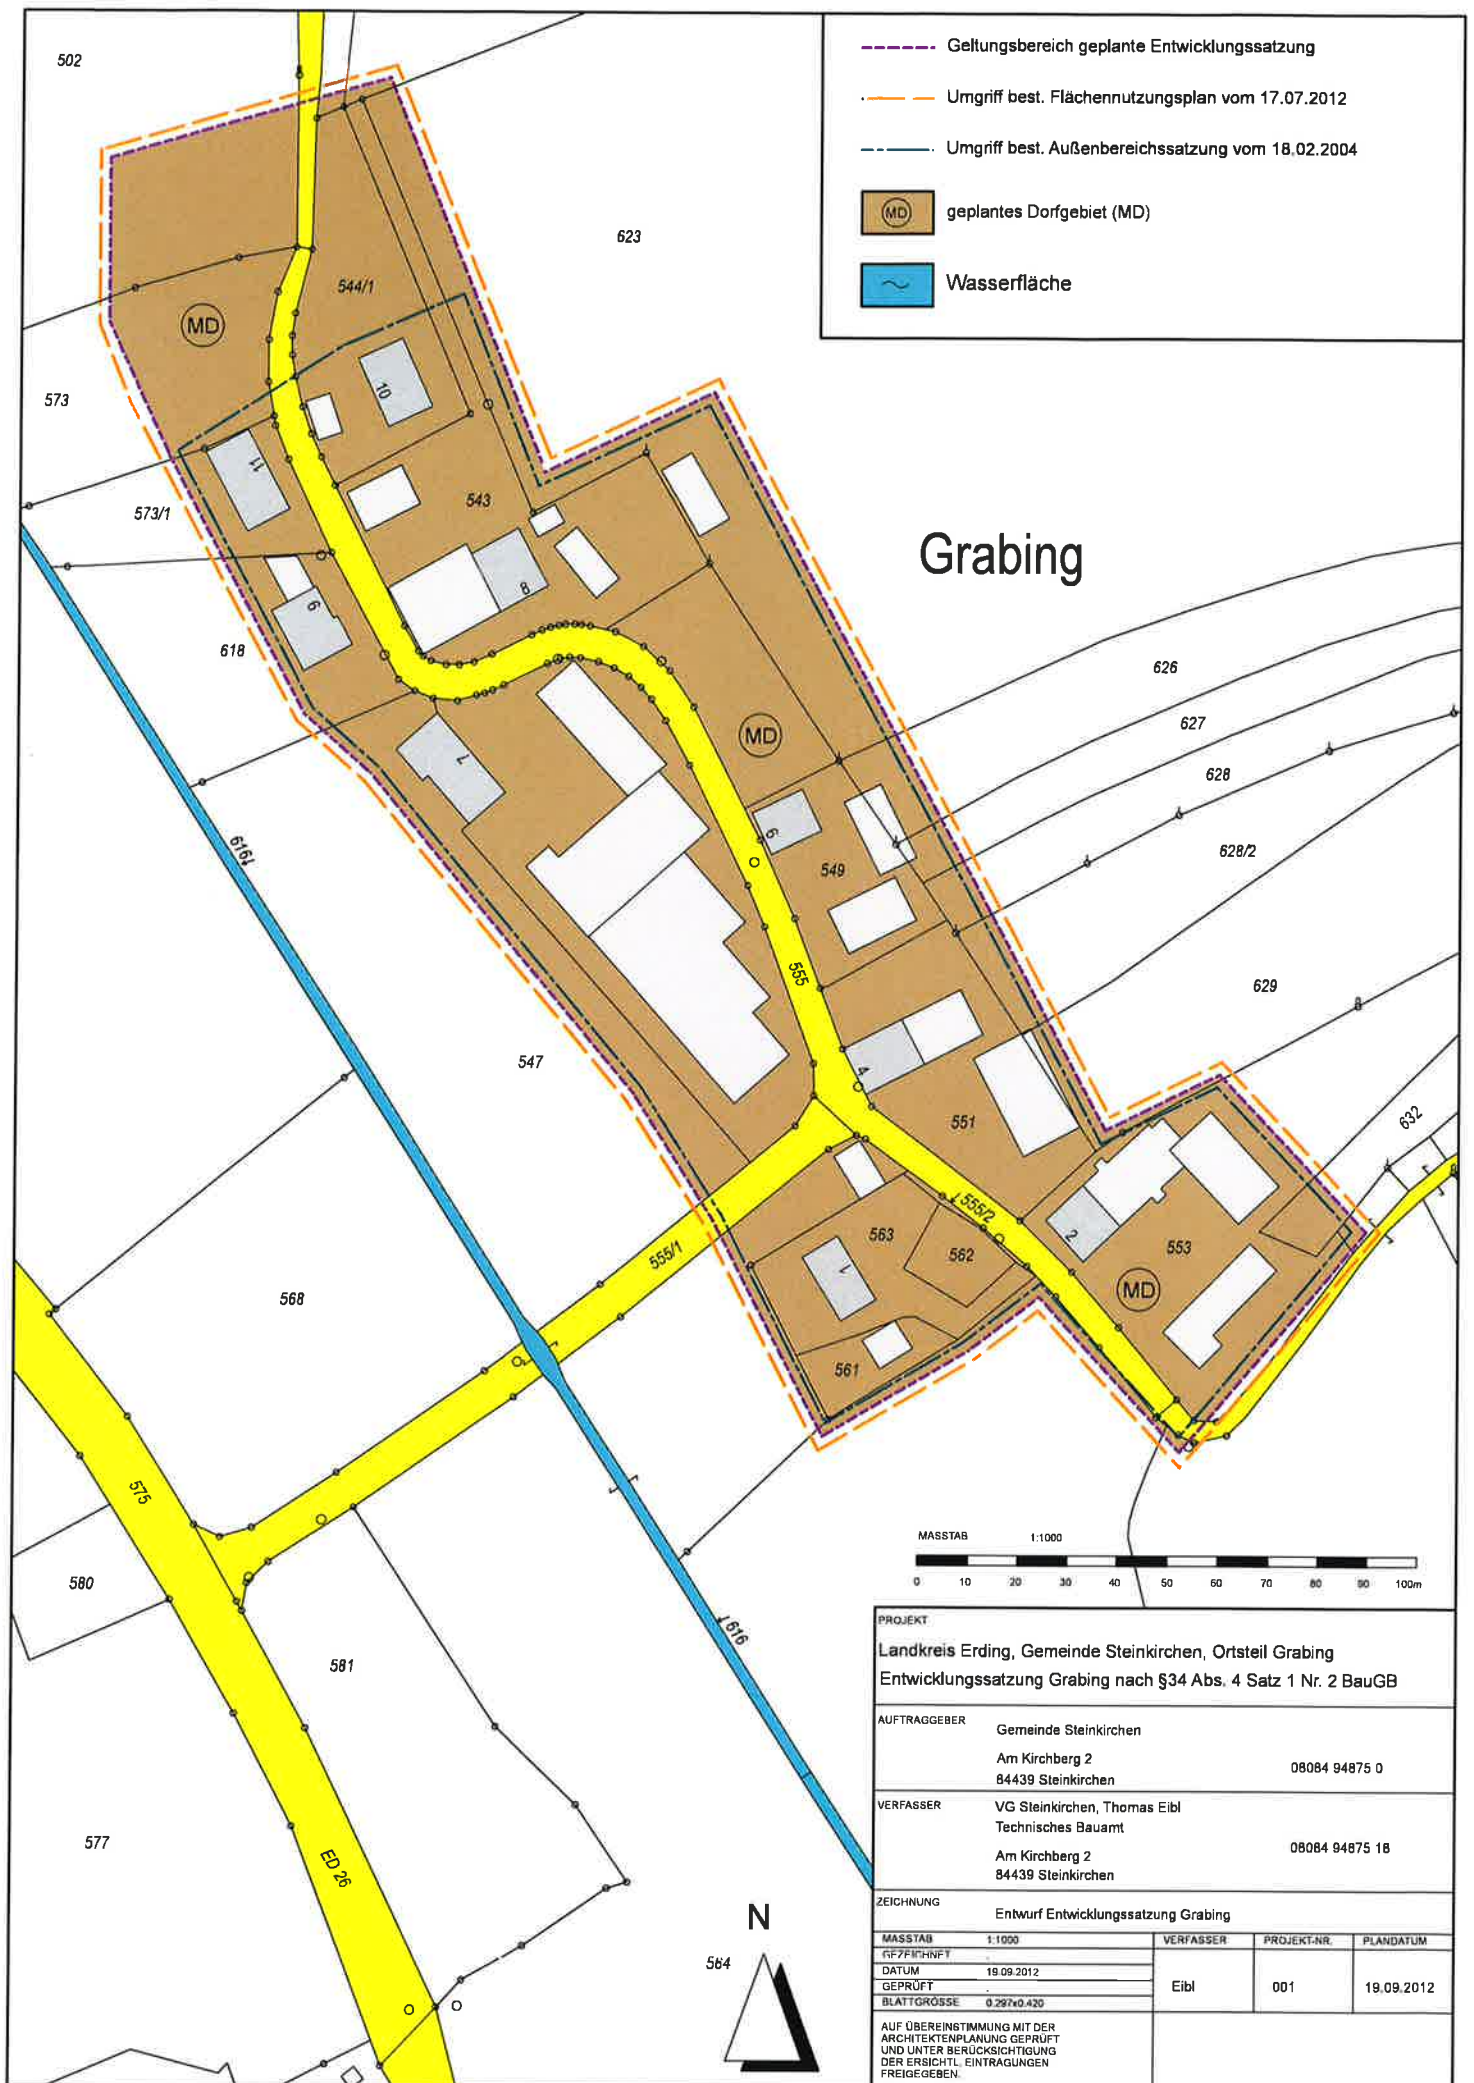 Geltungsbereich geplante Entwicklungssatzung
Umgriff best. Flächennutzungsplan vom 17.07.2012
Umgriff best. Außenbereichssatzung vom 18.02.2004
MD geplantes Dorfgebiet (MD)
Wasserfläche
502
623
544/1
MD
573
10
11
573/1
543
8
9
618
Grabing
626
627
628
628/2
629
632
MD
7
6
549
616/1
555
547
4
551
555/2
563
562
2
553
MD
555/1
1
561
568
575
580
581
616
577
ED 26
564
N
MASSTAB 1:1000
0 10 20 30 40 50 60 70 80 90 100m
PROJEKT
Landkreis Erding, Gemeinde Steinkirchen, Ortsteil Grabing
Entwicklungssatzung Grabing nach §34 Abs. 4 Satz 1 Nr. 2 BauGB
AUFTRAGGEBER
Gemeinde Steinkirchen
Am Kirchberg 2
84439 Steinkirchen
08084 94875 0
VERFASSER
VG Steinkirchen, Thomas Eibl
Technisches Bauamt
Am Kirchberg 2
84439 Steinkirchen
08084 94875 18
ZEICHNUNG
Entwurf Entwicklungssatzung Grabing
MASSTAB 1:1000
GEZEICHNET
DATUM 19.09.2012
GEPRÜFT
BLATTGRÖSSE 0.297x0.420
VERFASSER PROJEKT-NR. PLANDATUM
Eibl 001 19.09.2012
AUF ÜBEREINSTIMMUNG MIT DER
ARCHITEKTENPLANUNG GEPRÜFT
UND UNTER BERÜCKSICHTIGUNG
DER ERSICHTL. EINTRAGUNGEN
FREIGEGEBEN.